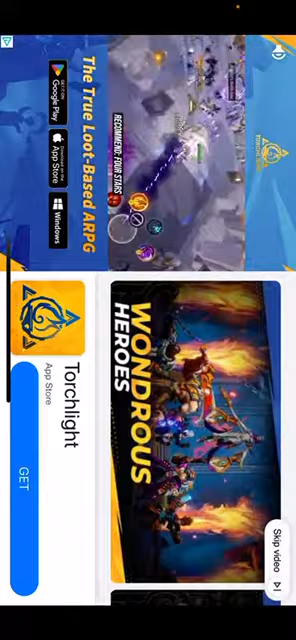 TORCHLIGHT
RECOMMEND: FOUR STARS
The True Loot-Based ARPG
GET IT ON
Google Play
Download on the
App Store
Windows
Skip video
WONDROUS
HEROES
Torchlight
App Store
GET